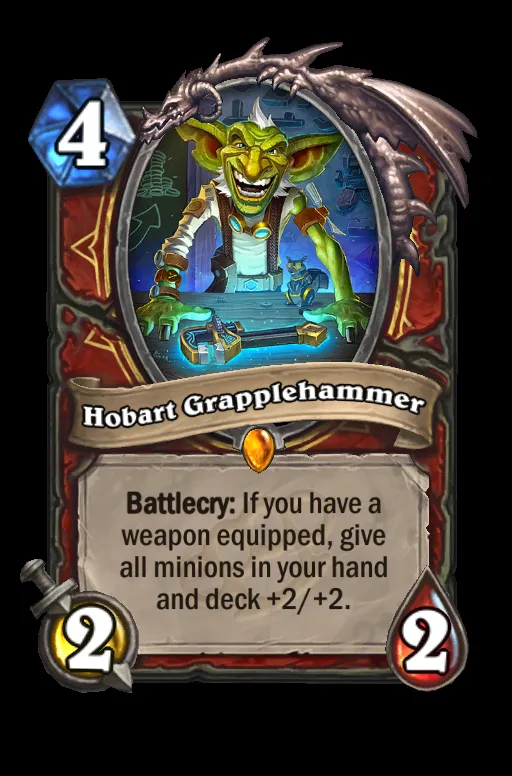 4
Hobart Grapplehammer
Battlecry: If you have a
weapon equipped, give
all minions in your hand
and deck +2/+2.
2
2